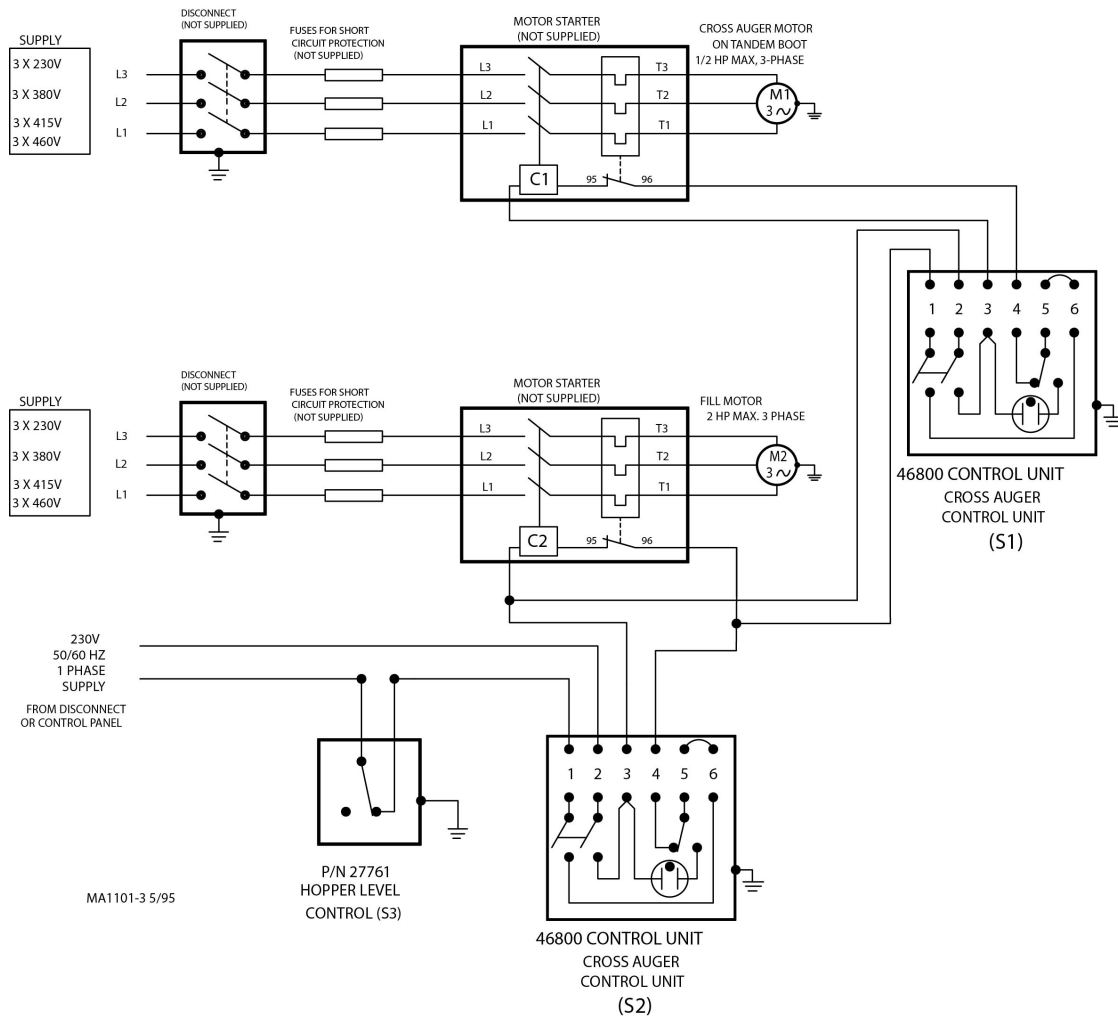 DISCONNECT
(NOT SUPPLIED)
SUPPLY
3 X 230V
3 X 380V
3 X 415V
3 X 460V
L3
L2
L1
FUSES FOR SHORT
CIRCUIT PROTECTION
(NOT SUPPLIED)
MOTOR STARTER
(NOT SUPPLIED)
L3
L2
L1
T3
T2
T1
C1
95
96
CROSS AUGER MOTOR
ON TANDEM BOOT
1/2 HP MAX, 3-PHASE
M1
3 ∿
1 2 3 4 5 6
46800 CONTROL UNIT
CROSS AUGER
CONTROL UNIT
(S1)
DISCONNECT
(NOT SUPPLIED)
SUPPLY
3 X 230V
3 X 380V
3 X 415V
3 X 460V
L3
L2
L1
FUSES FOR SHORT
CIRCUIT PROTECTION
(NOT SUPPLIED)
MOTOR STARTER
(NOT SUPPLIED)
L3
L2
L1
T3
T2
T1
C2
95
96
FILL MOTOR
2 HP MAX. 3 PHASE
M2
3 ∿
230V
50/60 HZ
1 PHASE
SUPPLY
FROM DISCONNECT
OR CONTROL PANEL
P/N 27761
HOPPER LEVEL
CONTROL (S3)
1 2 3 4 5 6
46800 CONTROL UNIT
CROSS AUGER
CONTROL UNIT
(S2)
MA1101-3 5/95